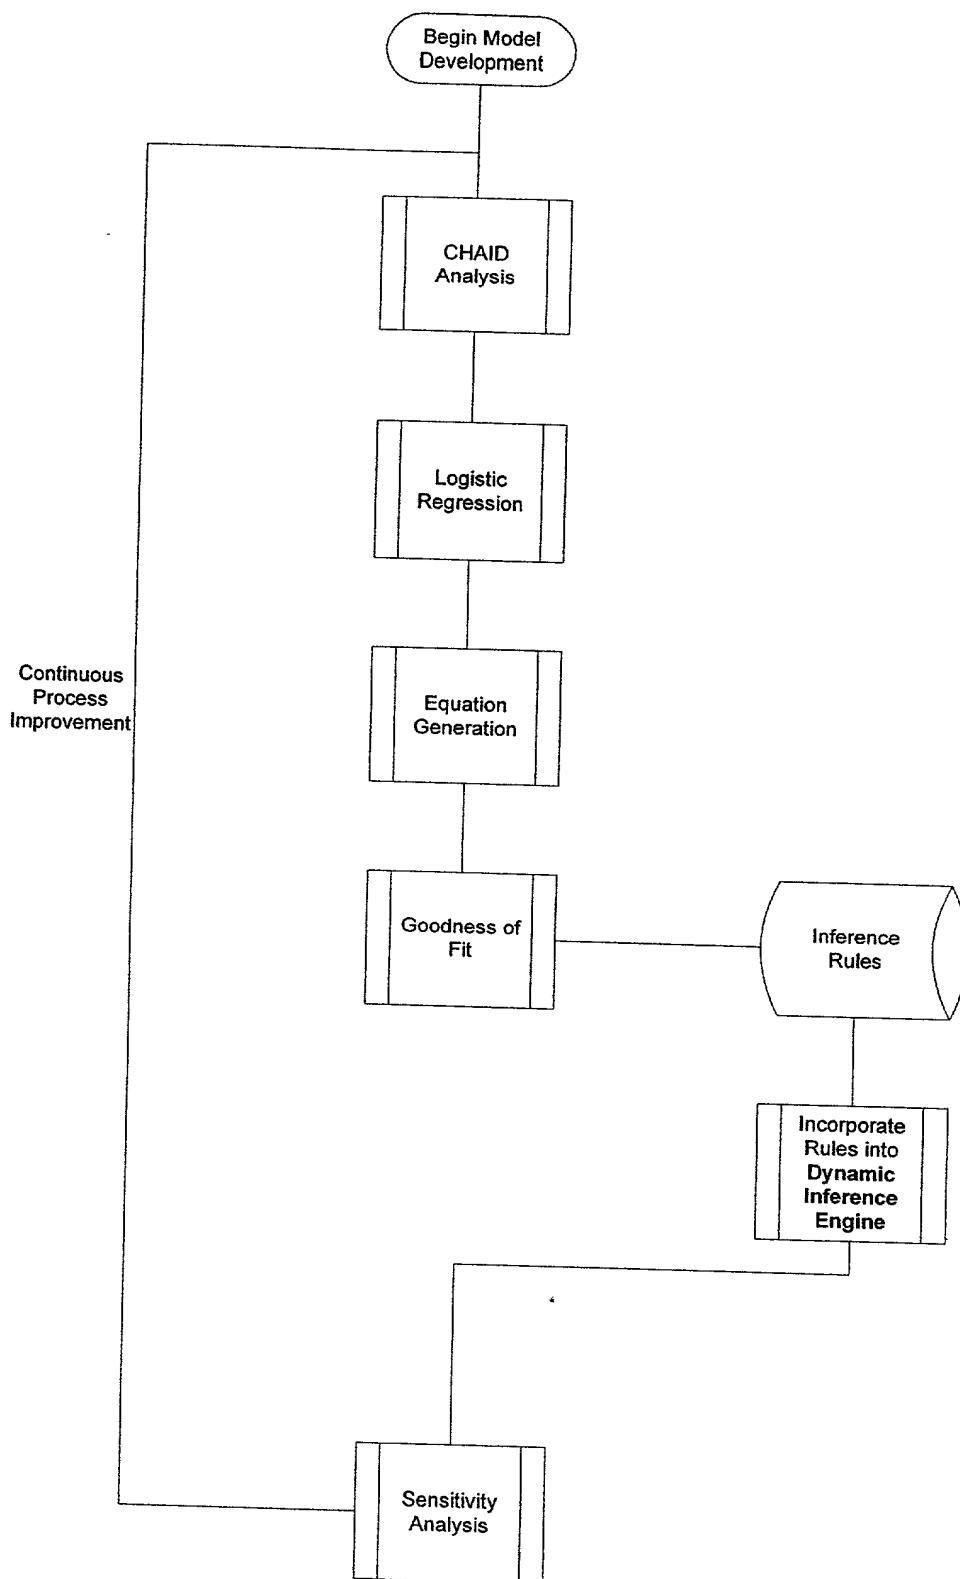 Begin Model
Development
CHAID
Analysis
Logistic
Regression
Continuous
Process
Improvement
Equation
Generation
Goodness of
Fit
Inference
Rules
Incorporate
Rules into
Dynamic
Inference
Engine
Sensitivity
Analysis